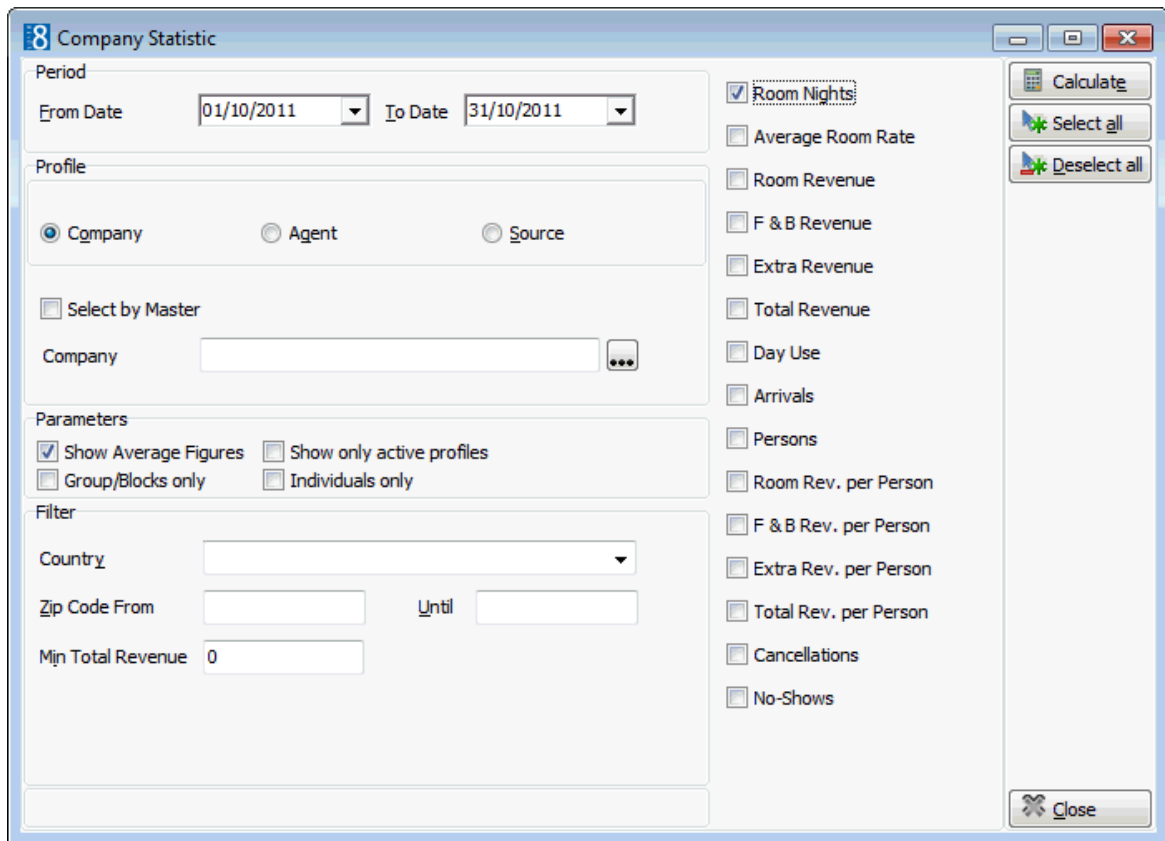 8 Company Statistic
Period
From Date 01/10/2011 To Date 31/10/2011
Profile
Company Agent Source
Select by Master
Company ...
Parameters
Show Average Figures Show only active profiles
Group/Blocks only Individuals only
Filter
Country
Zip Code From Until
Min Total Revenue 0
Room Nights
Average Room Rate
Room Revenue
F & B Revenue
Extra Revenue
Total Revenue
Day Use
Arrivals
Persons
Room Rev. per Person
F & B Rev. per Person
Extra Rev. per Person
Total Rev. per Person
Cancellations
No-Shows
Calculate
Select all
Deselect all
Close